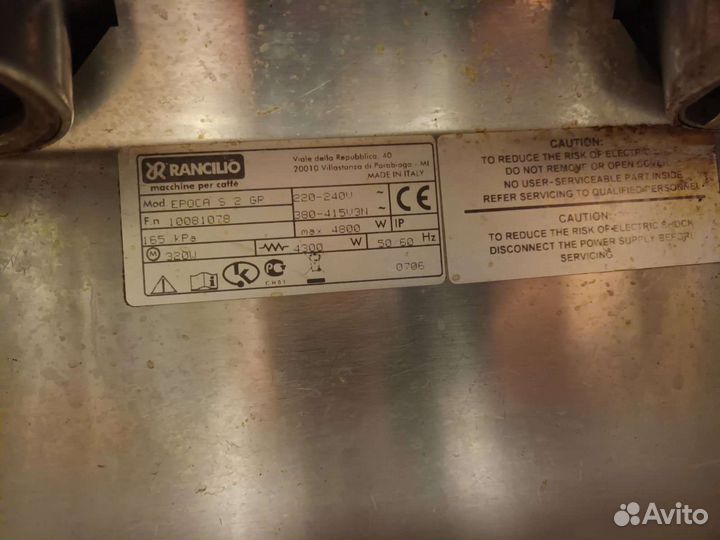 RANCILIO
macchine per caffè
Viale della Repubblica, 40
20010 Villastanza di Parabiago - MI
MADE IN ITALY
Mod EPOCA S 2 GR
220-240V ~
F.n 10081078
380-415V3N ~
CE
165 kPa
max 4800 W
IP
M 320W
4300 W
50/60 Hz
0706
CAUTION:
TO REDUCE THE RISK OF ELECTRIC
DO NOT REMOVE OR OPEN COVER
NO USER-SERVICEABLE PART INSIDE
REFER SERVICING TO QUALIFIED PERSONNEL
CAUTION:
TO REDUCE THE RISK OF ELECTRIC SHOCK
DISCONNECT THE POWER SUPPLY BEFORE
SERVICING
Avito